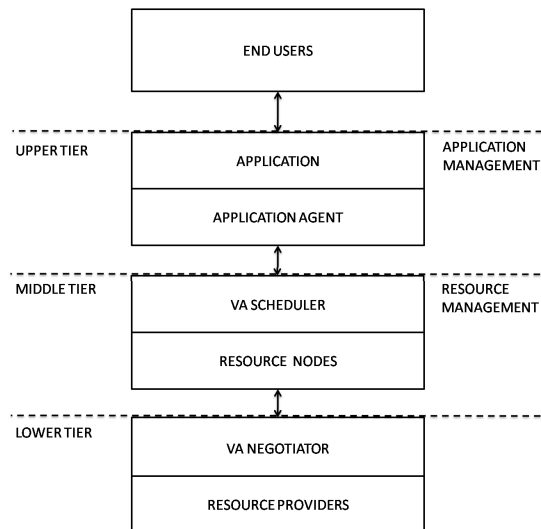 END USERS
UPPER TIER
APPLICATION
APPLICATION
MANAGEMENT
APPLICATION AGENT
MIDDLE TIER
VA SCHEDULER
RESOURCE
MANAGEMENT
RESOURCE NODES
LOWER TIER
VA NEGOTIATOR
RESOURCE PROVIDERS